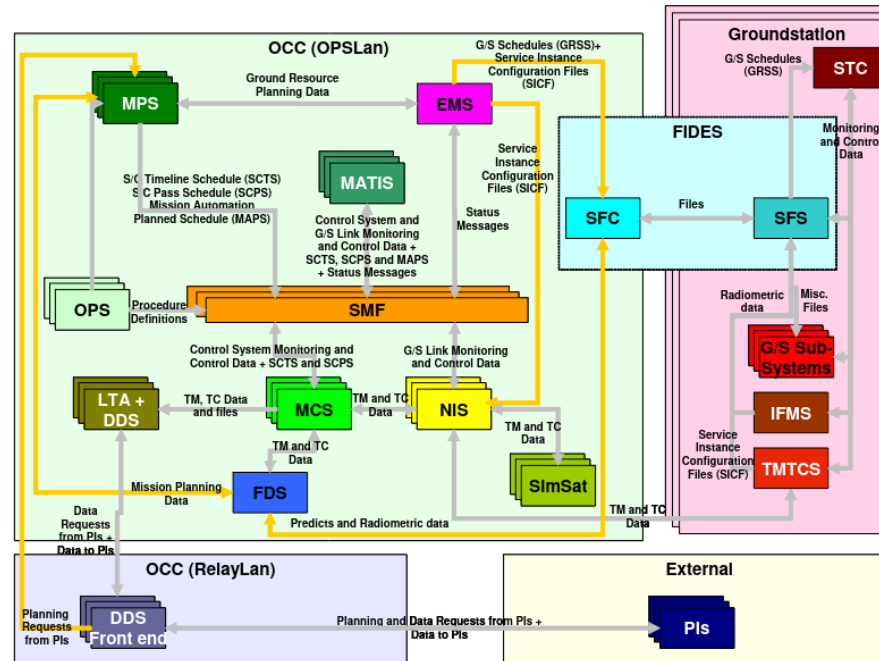 OCC (OPSLan)
Groundstation
G/S Schedules (GRSS)+
Service Instance
Configuration Files
(SICF)
G/S Schedules
(GRSS)
STC
Ground Resource
Planning Data
MPS
EMS
FIDES
Monitoring
and Control
Data
Service
Instance
Configuration
Files (SICF)
MATIS
S/C Timeline Schedule (SCTS)
S/C Pass Schedule (SCPS)
Mission Automation
Planned Schedule (MAPS)
Control System and
G/S Link Monitoring
and Control Data +
SCTS, SCPS and MAPS
+ Status Messages
Status
Messages
SFC
Files
SFS
OPS
Procedure
Definitions
SMF
Radiometric
data
Misc.
Files
Control System Monitoring and
Control Data + SCTS and SCPS
G/S Link Monitoring
and Control Data
G/S Sub-
Systems
LTA +
DDS
TM, TC Data
and files
MCS
TM and TC
Data
NIS
IFMS
TM and TC
Data
TM and TC
Data
Service
Instance
Configuration
Files (SICF)
TMTCS
Mission Planning
Data
FDS
SimSat
Data
Requests
from PIs +
Data to PIs
Predicts and Radiometric data
TM and TC
Data
OCC (RelayLan)
External
Planning
Requests
from PIs
DDS
Front end
Planning and Data Requests from PIs +
Data to PIs
PIs